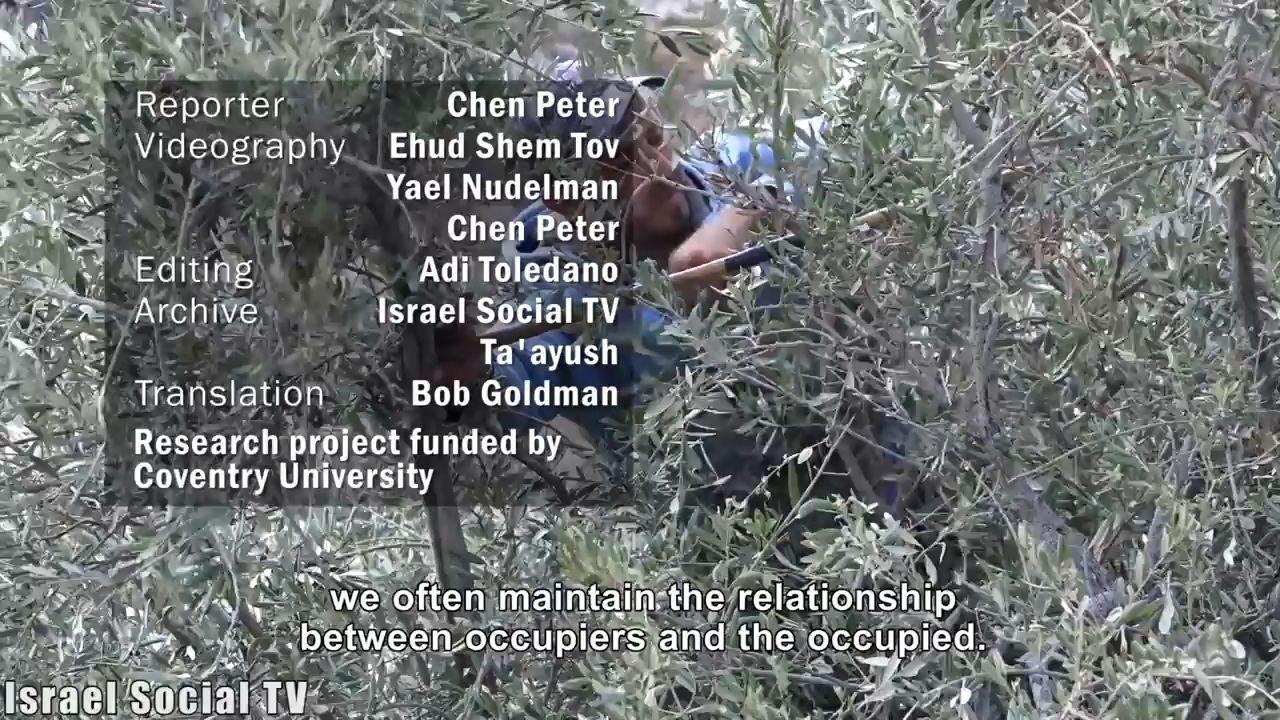 Reporter Chen Peter
Videography Ehud Shem Tov
Yael Nudelman
Chen Peter
Editing Adi Toledano
Archive Israel Social TV
Ta'ayush
Translation Bob Goldman
Research project funded by
Coventry University
we often maintain the relationship
between occupiers and the occupied.
Israel Social TV